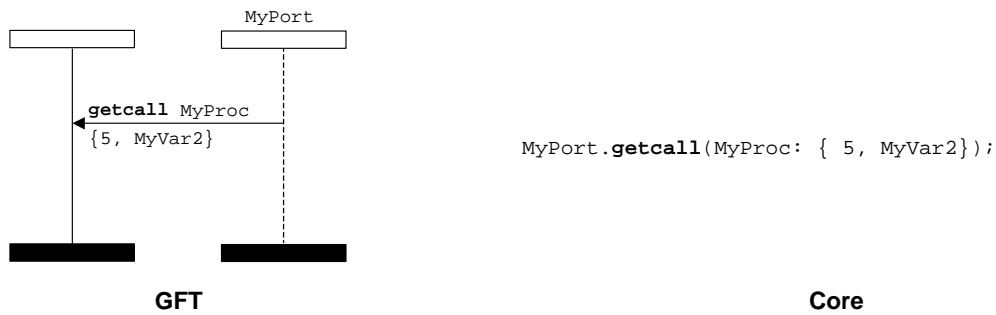 MyPort
getcall MyProc
{5, MyVar2}
MyPort.getcall(MyProc: { 5, MyVar2});
GFT
Core